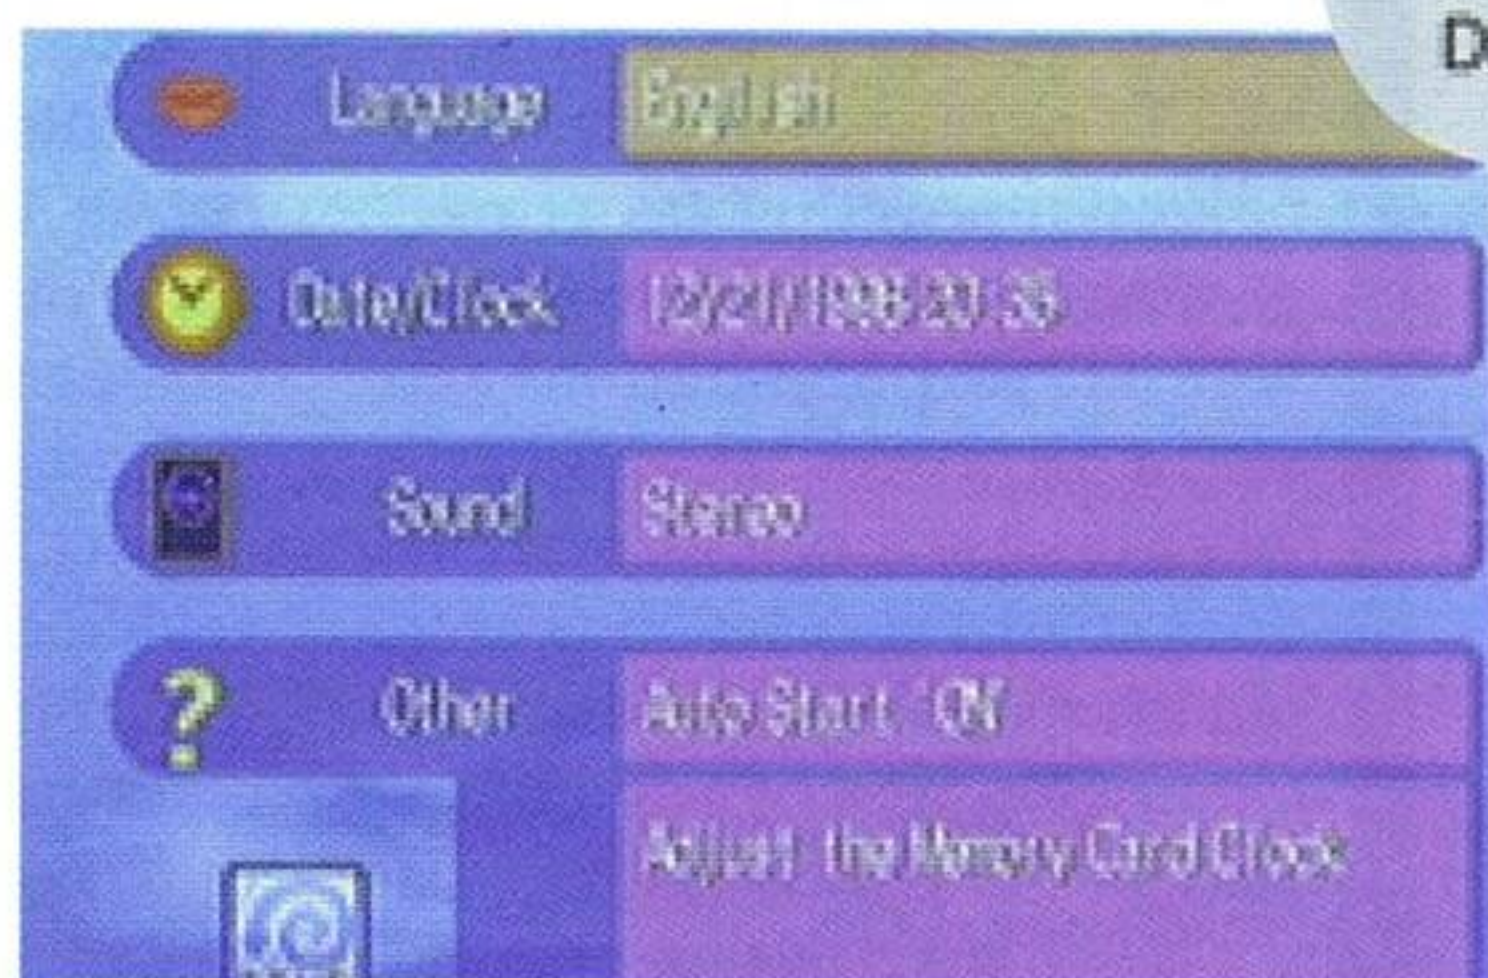 Language English
Date/Clock
Sound Stereo
Other Auto Start "ON"
Adjust the Memory Card Clock